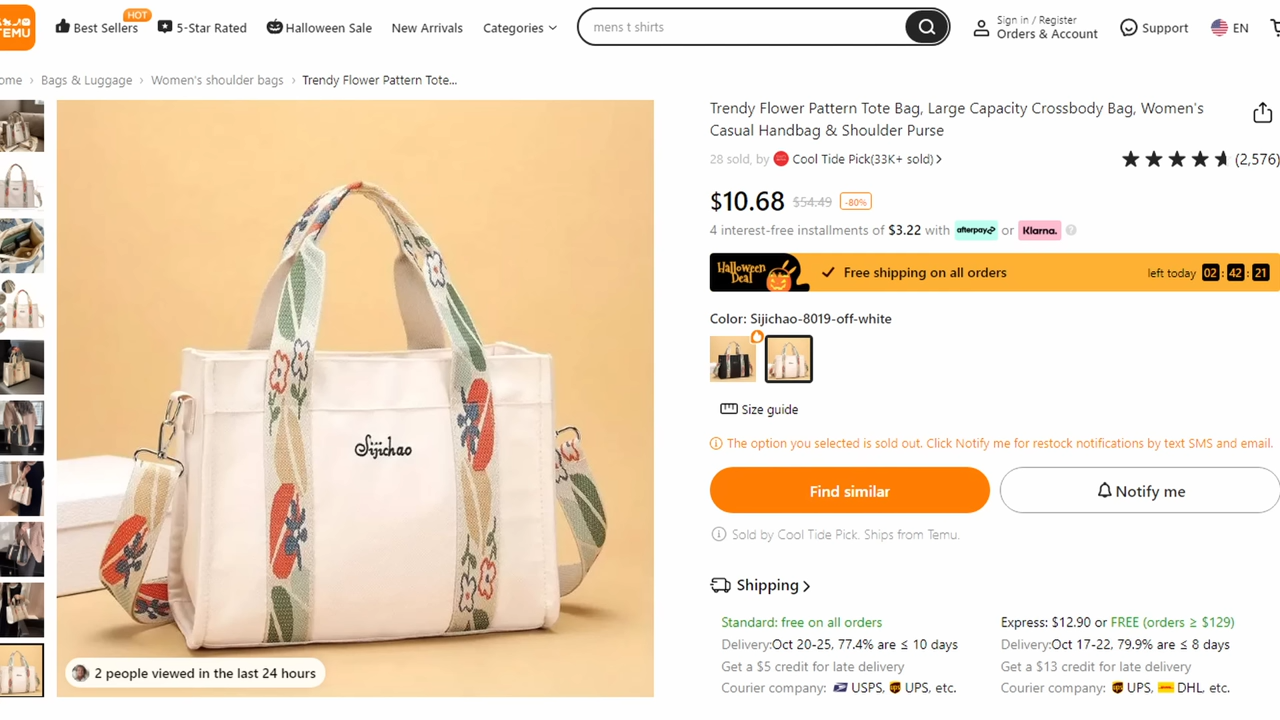 TEMU
Best Sellers
HOT
5-Star Rated
Halloween Sale
New Arrivals
Categories
mens t shirts
Sign in / Register
Orders & Account
Support
EN
ome › Bags & Luggage › Women's shoulder bags › Trendy Flower Pattern Tote...
Sijichao
2 people viewed in the last 24 hours
Trendy Flower Pattern Tote Bag, Large Capacity Crossbody Bag, Women's
Casual Handbag & Shoulder Purse
28 sold, by Cool Tide Pick(33K+ sold)
(2,576)
$10.68 $54.49 -80%
4 interest-free installments of $3.22 with afterpay or Klarna.
Halloween
Deal
Free shipping on all orders
left today 02 : 42 : 21
Color: Sijichao-8019-off-white
Size guide
The option you selected is sold out. Click Notify me for restock notifications by text SMS and email.
Find similar
Notify me
Sold by Cool Tide Pick. Ships from Temu.
Shipping
Standard: free on all orders
Delivery:Oct 20-25, 77.4% are ≤ 10 days
Get a $5 credit for late delivery
Courier company: USPS, UPS, etc.
Express: $12.90 or FREE (orders ≥ $129)
Delivery:Oct 17-22, 79.9% are ≤ 8 days
Get a $13 credit for late delivery
Courier company: UPS, DHL, etc.